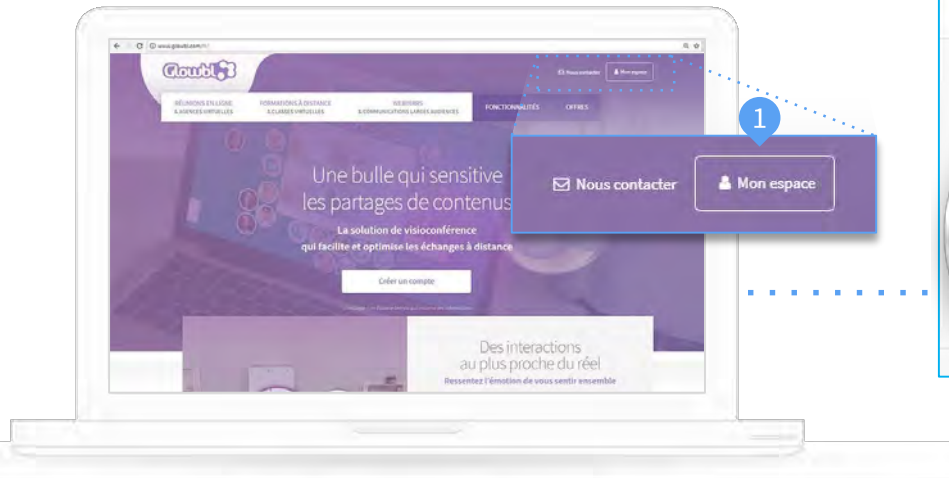 www.glowbl.com/fr/
Glowbl
Nous contacter
Mon espace
RÉUNIONS EN LIGNE
& AGENCES VIRTUELLES
FORMATIONS À DISTANCE
& CLASSES VIRTUELLES
WEBINARS
& COMMUNICATIONS LARGES AUDIENCES
FONCTIONNALITÉS
OFFRES
1
Nous contacter
Mon espace
Une bulle qui sensitive
les partages de contenus
La solution de visioconférence
qui facilite et optimise les échanges à distance
Créer un compte
Des interactions
au plus proche du réel
Ressentez l'émotion de vous sentir ensemble